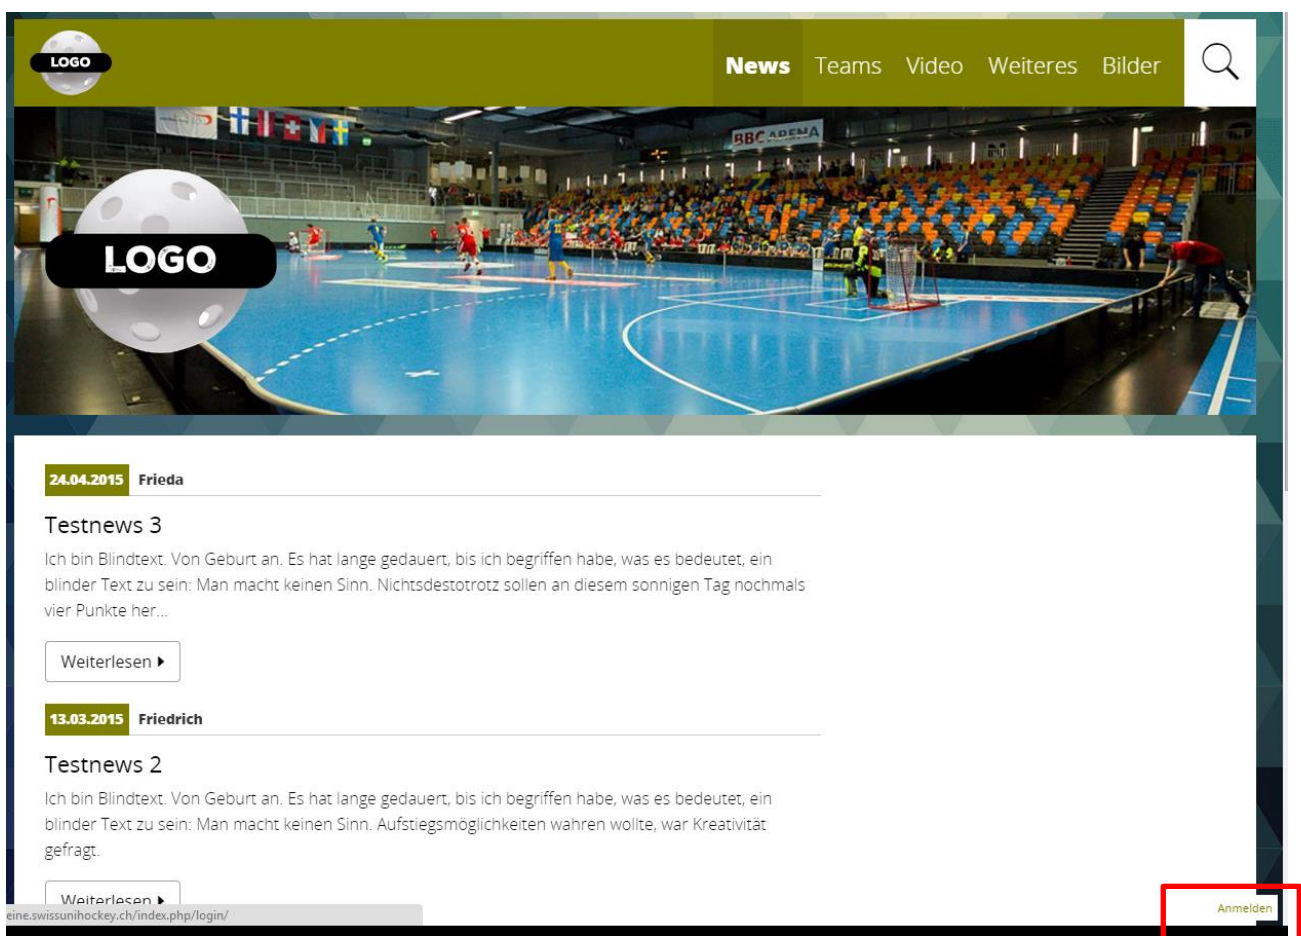 LOGO
News Teams Video Weiteres Bilder
BBC ARENA
LOGO
24.04.2015 Frieda
Testnews 3
Ich bin Blindtext. Von Geburt an. Es hat lange gedauert, bis ich begriffen habe, was es bedeutet, ein
blinder Text zu sein: Man macht keinen Sinn. Nichtsdestotrotz sollen an diesem sonnigen Tag nochmals
vier Punkte her...
Weiterlesen
13.03.2015 Friedrich
Testnews 2
Ich bin Blindtext. Von Geburt an. Es hat lange gedauert, bis ich begriffen habe, was es bedeutet, ein
blinder Text zu sein: Man macht keinen Sinn. Aufstiegsmöglichkeiten wahren wollte, war Kreativität
gefragt.
Weiterlesen
Anmelden
eine.swissunihockey.ch/index.php/login/